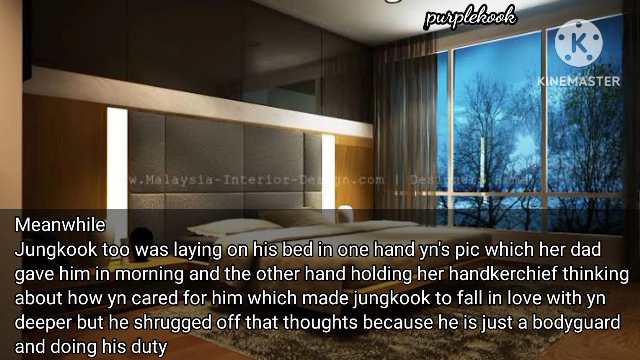 purplekook
KINEMASTER
w.Malaysia-Interior-Design.com | Design
Meanwhile
Jungkook too was laying on his bed in one hand yn's pic which her dad
gave him in morning and the other hand holding her handkerchief thinking
about how yn cared for him which made jungkook to fall in love with yn
deeper but he shrugged off that thoughts because he is just a bodyguard
and doing his duty